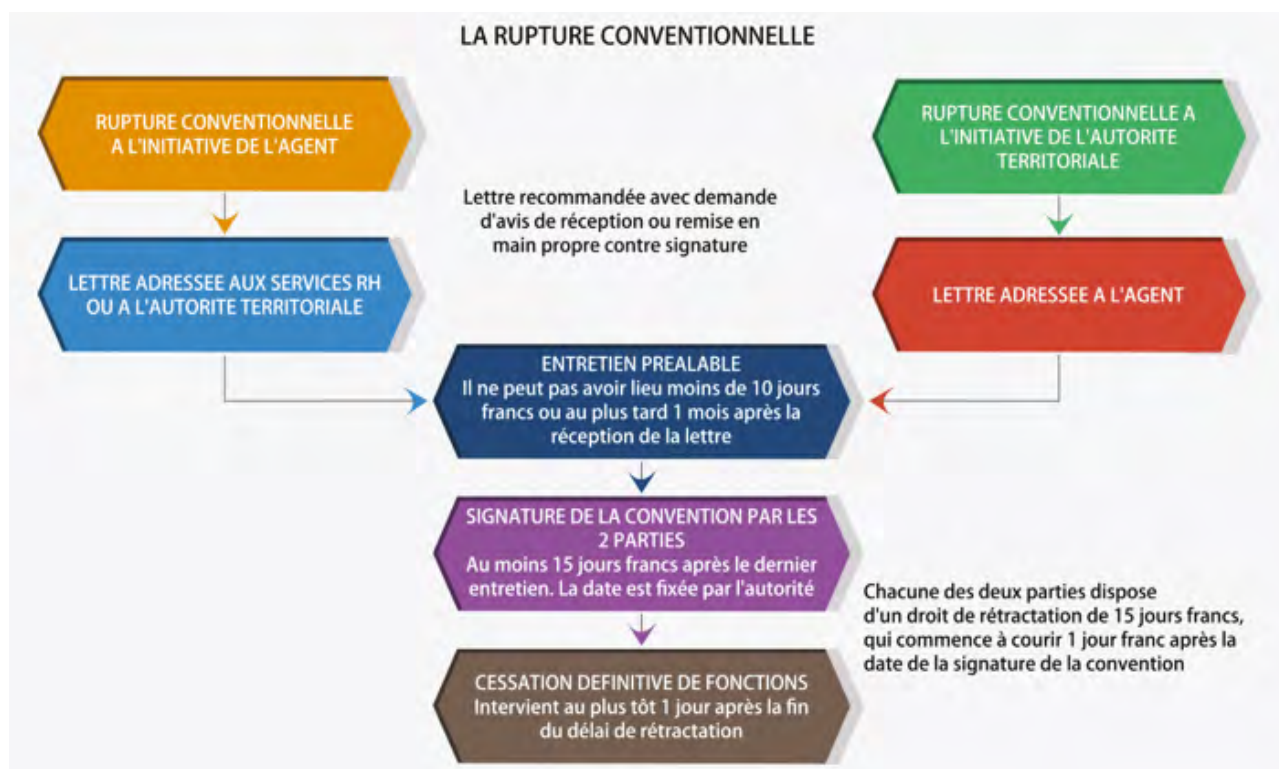 LA RUPTURE CONVENTIONNELLE
RUPTURE CONVENTIONNELLE
A L'INITIATIVE DE L'AGENT
RUPTURE CONVENTIONNELLE A
L'INITIATIVE DE L'AUTORITE
TERRITORIALE
Lettre recommandée avec demande
d'avis de réception ou remise en
main propre contre signature
LETTRE ADRESSEE AUX SERVICES RH
OU A L'AUTORITE TERRITORIALE
LETTRE ADRESSEE A L'AGENT
ENTRETIEN PREALABLE
Il ne peut pas avoir lieu moins de 10 jours
francs ou au plus tard 1 mois après la
réception de la lettre
SIGNATURE DE LA CONVENTION PAR LES
2 PARTIES
Au moins 15 jours francs après le dernier
entretien. La date est fixée par l'autorité
Chacune des deux parties dispose
d'un droit de rétractation de 15 jours francs,
qui commence à courir 1 jour franc après la
date de la signature de la convention
CESSATION DEFINITIVE DE FONCTIONS
Intervient au plus tôt 1 jour après la fin
du délai de rétractation